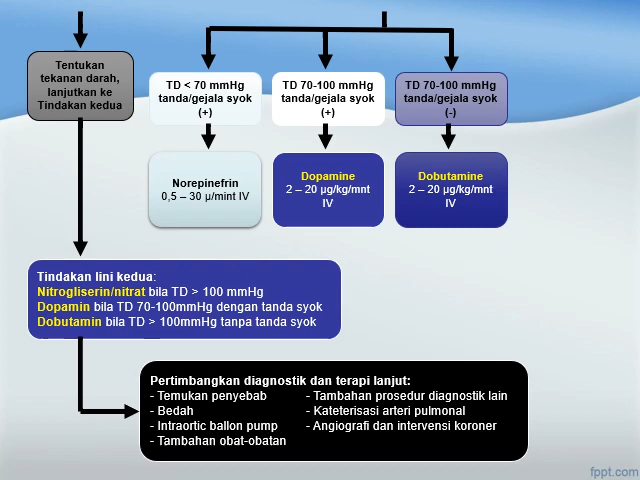 Tentukan
tekanan darah,
lanjutkan ke
Tindakan kedua
TD < 70 mmHg
tanda/gejala syok
(+)
TD 70-100 mmHg
tanda/gejala syok
(+)
TD 70-100 mmHg
tanda/gejala syok
(-)
Norepinefrin
0,5 – 30 µ/mint IV
Dopamine
2 – 20 µg/kg/mnt
IV
Dobutamine
2 – 20 µg/kg/mnt
IV
Tindakan lini kedua:
Nitrogliserin/nitrat bila TD > 100 mmHg
Dopamin bila TD 70-100mmHg dengan tanda syok
Dobutamin bila TD > 100mmHg tanpa tanda syok
Pertimbangkan diagnostik dan terapi lanjut:
- Temukan penyebab
- Bedah
- Intraortic ballon pump
- Tambahan obat-obatan
- Tambahan prosedur diagnostik lain
- Kateterisasi arteri pulmonal
- Angiografi dan intervensi koroner
fppt.com